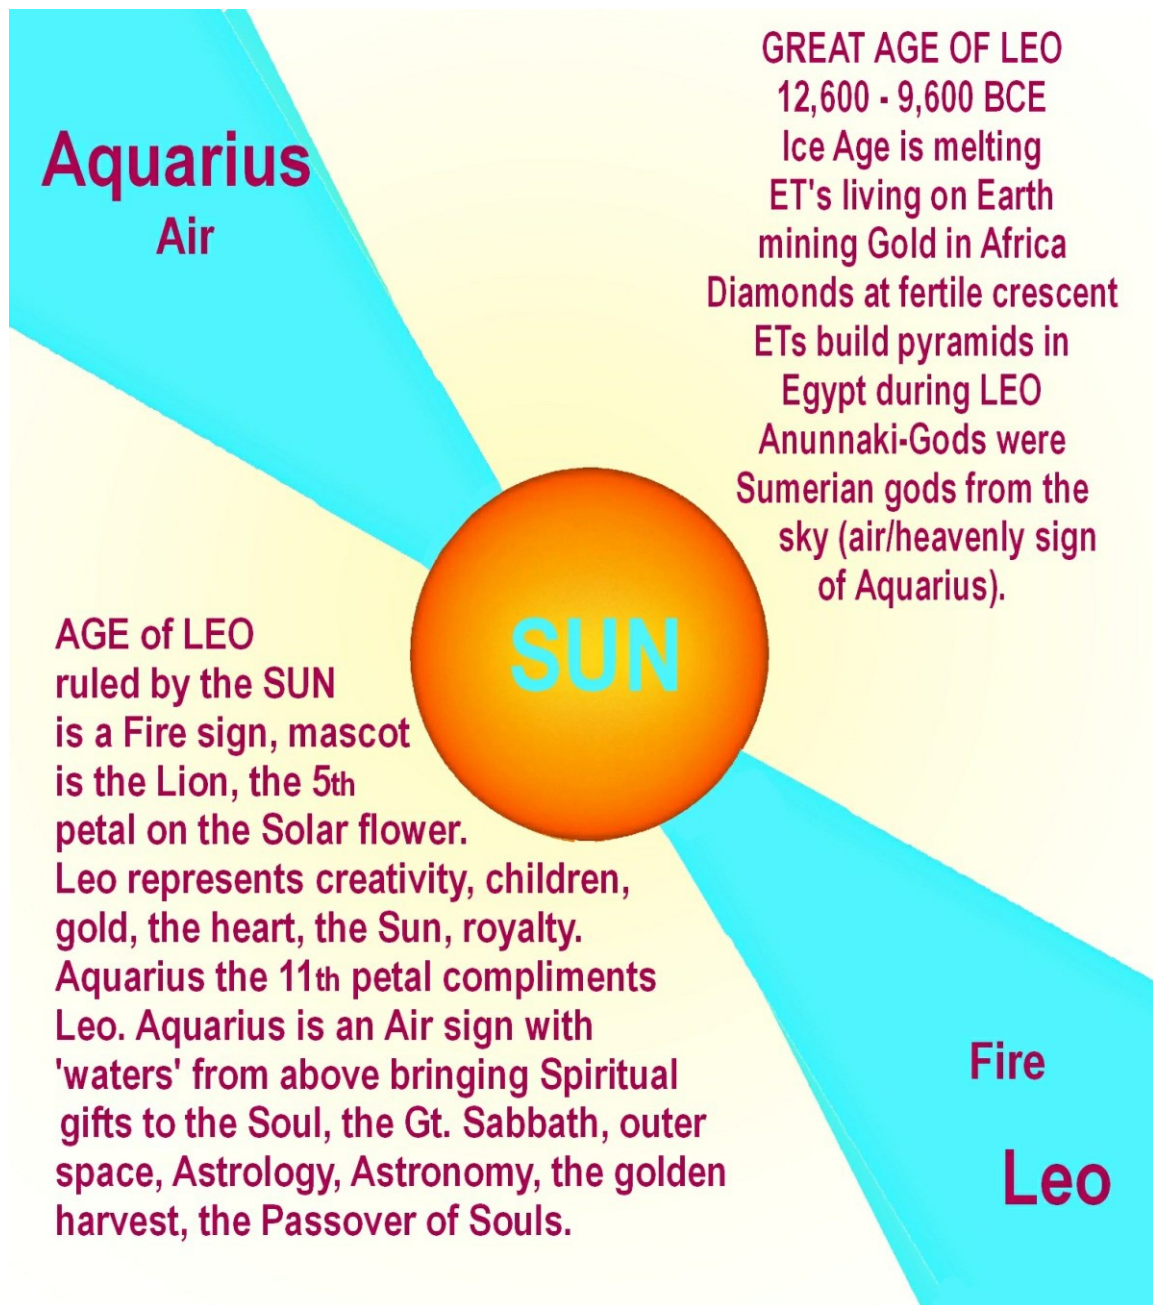 Aquarius
Air
GREAT AGE OF LEO
12,600 - 9,600 BCE
Ice Age is melting
ET's living on Earth
mining Gold in Africa
Diamonds at fertile crescent
ETs build pyramids in
Egypt during LEO
Anunnaki-Gods were
Sumerian gods from the
sky (air/heavenly sign
of Aquarius).
SUN
AGE of LEO
ruled by the SUN
is a Fire sign, mascot
is the Lion, the 5th
petal on the Solar flower.
Leo represents creativity, children,
gold, the heart, the Sun, royalty.
Aquarius the 11th petal compliments
Leo. Aquarius is an Air sign with
'waters' from above bringing Spiritual
gifts to the Soul, the Gt. Sabbath, outer
space, Astrology, Astronomy, the golden
harvest, the Passover of Souls.
Fire
Leo